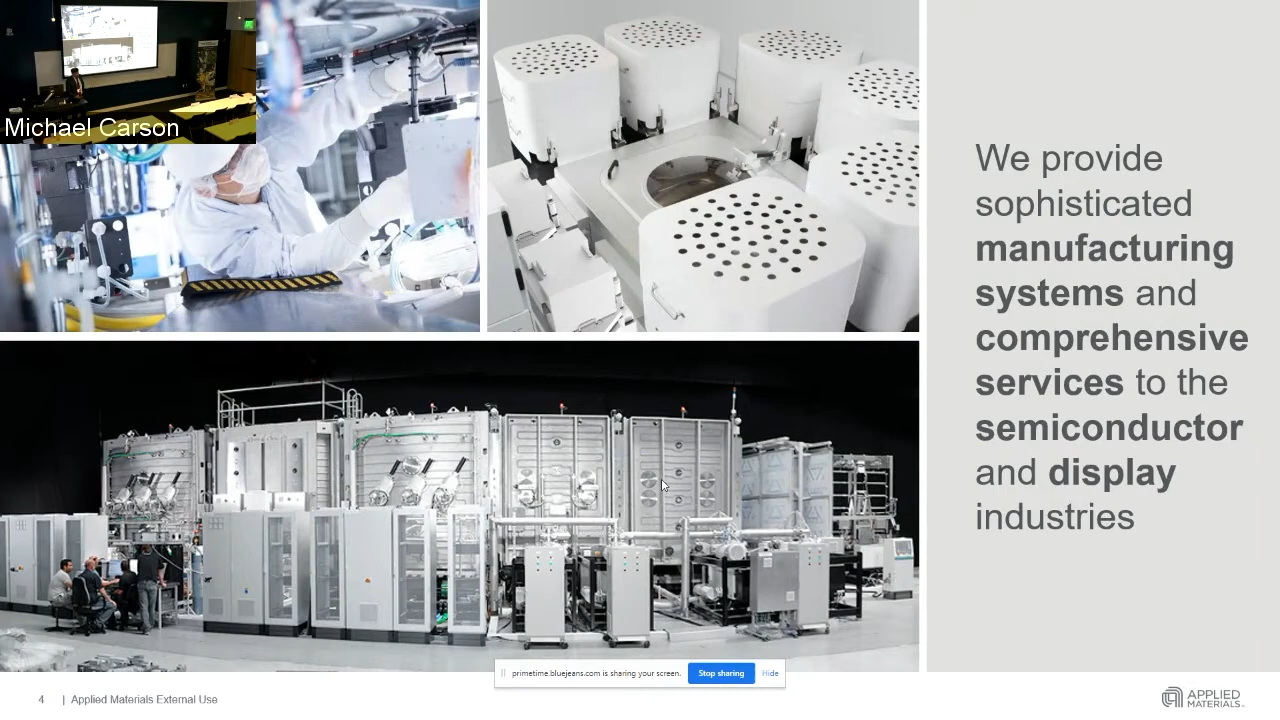 Michael Carson
We provide
sophisticated
manufacturing
systems and
comprehensive
services to the
semiconductor
and display
industries
primetime.bluejeans.com is sharing your screen.
Stop sharing
Hide
4 | Applied Materials External Use
APPLIED
MATERIALS